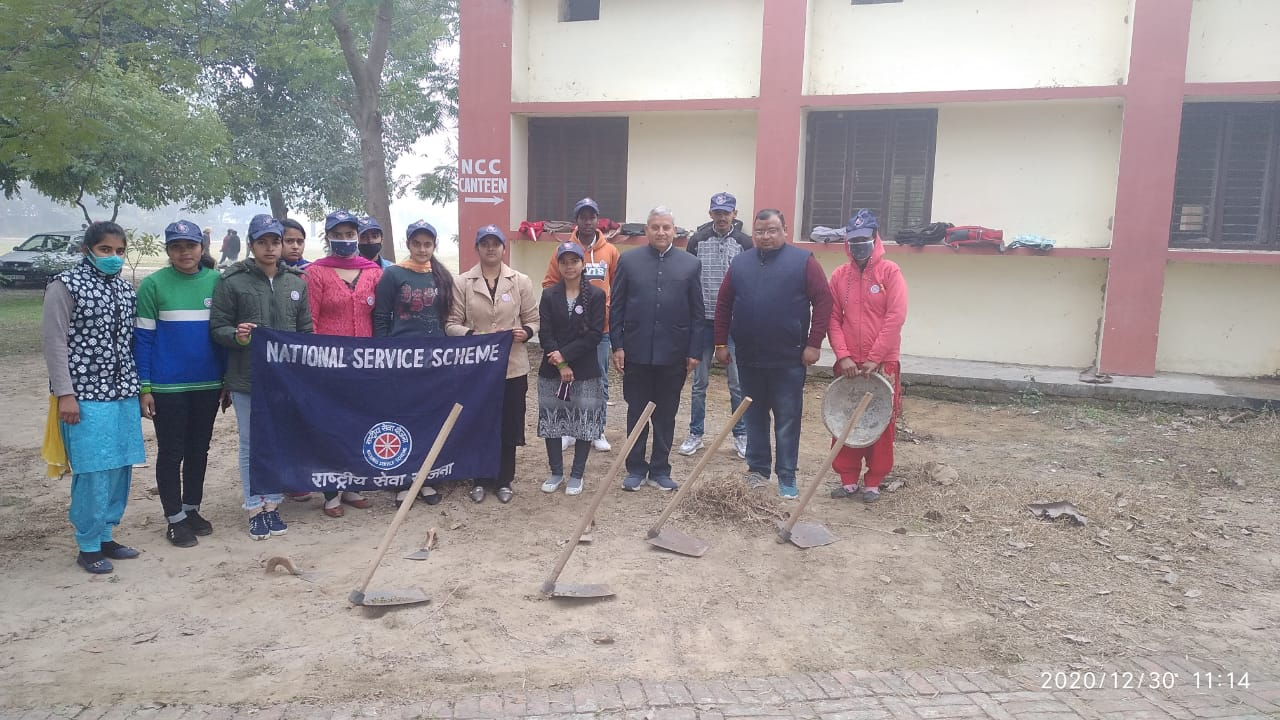 NCC
CANTEEN
NATIONAL SERVICE SCHEME
राष्ट्रीय सेवा योजना
राष्ट्रीय सेवा
2020/12/30 11:14